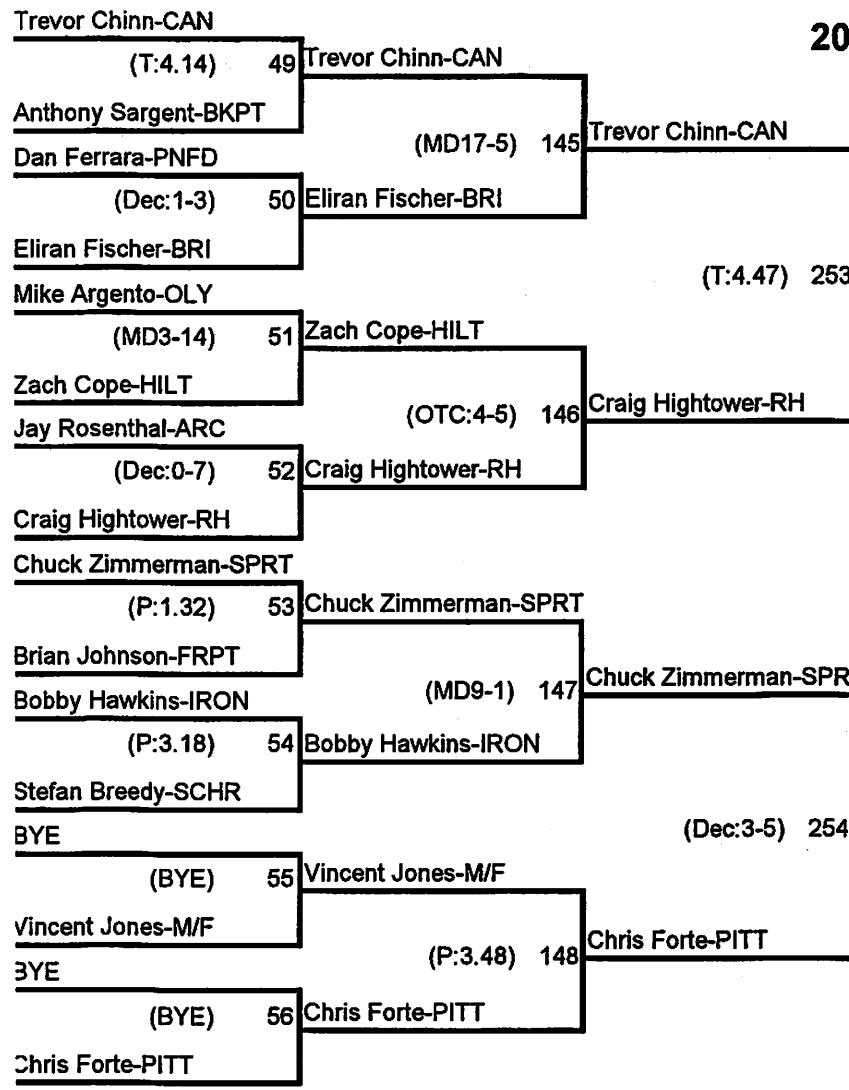 Trevor Chinn-CAN
20
(T:4.14) 49 Trevor Chinn-CAN
Anthony Sargent-BKPT
(MD17-5) 145 Trevor Chinn-CAN
Dan Ferrara-PNFD
(Dec:1-3) 50 Eliran Fischer-BRI
Eliran Fischer-BRI
(T:4.47) 253
Mike Argento-OLY
(MD3-14) 51 Zach Cope-HILT
Zach Cope-HILT
(OTC:4-5) 146 Craig Hightower-RH
Jay Rosenthal-ARC
(Dec:0-7) 52 Craig Hightower-RH
Craig Hightower-RH
Chuck Zimmerman-SPRT
(P:1.32) 53 Chuck Zimmerman-SPRT
Brian Johnson-FRPT
(MD9-1) 147 Chuck Zimmerman-SPR
Bobby Hawkins-IRON
(P:3.18) 54 Bobby Hawkins-IRON
Stefan Breedy-SCHR
(Dec:3-5) 254
BYE
(BYE) 55 Vincent Jones-M/F
Vincent Jones-M/F
(P:3.48) 148 Chris Forte-PITT
BYE
(BYE) 56 Chris Forte-PITT
Chris Forte-PITT